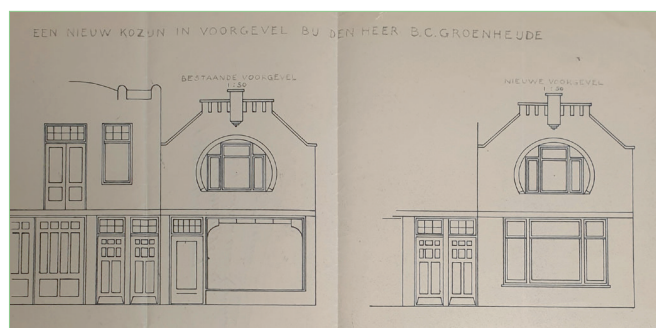 EEN NIEUW KOZIJN IN VOORGEVEL BIJ DEN HEER B.C.GROENHEIJDE
BESTAANDE VOORGEVEL
1:50
NIEUWE VOORGEVEL
1:50